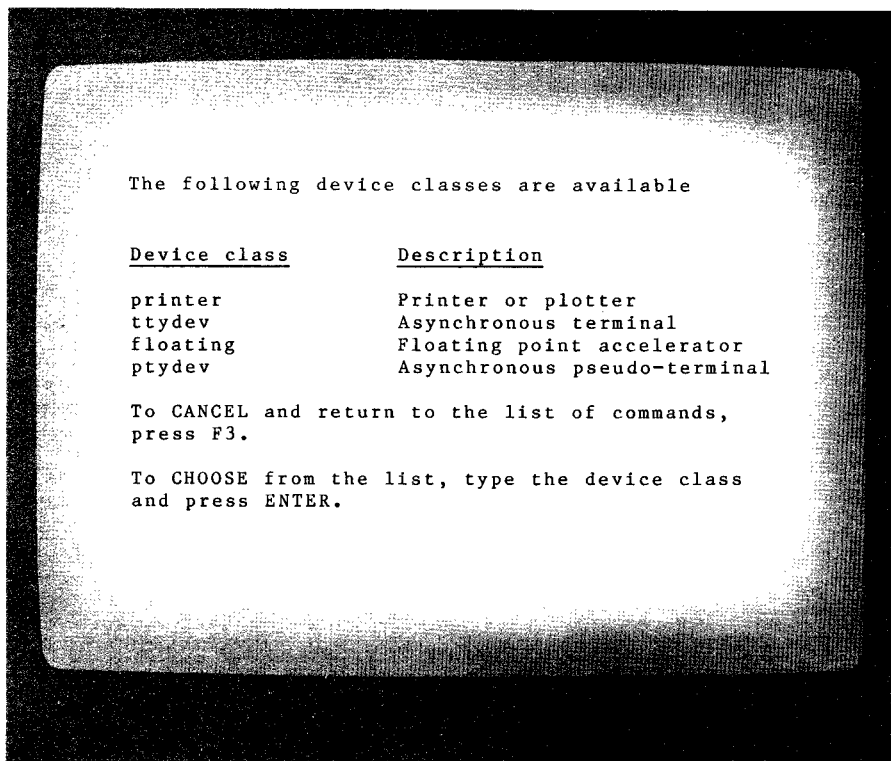 The following device classes are available
Device class Description
printer Printer or plotter
ttydev Asynchronous terminal
floating Floating point accelerator
ptydev Asynchronous pseudo-terminal
To CANCEL and return to the list of commands,
press F3.
To CHOOSE from the list, type the device class
and press ENTER.